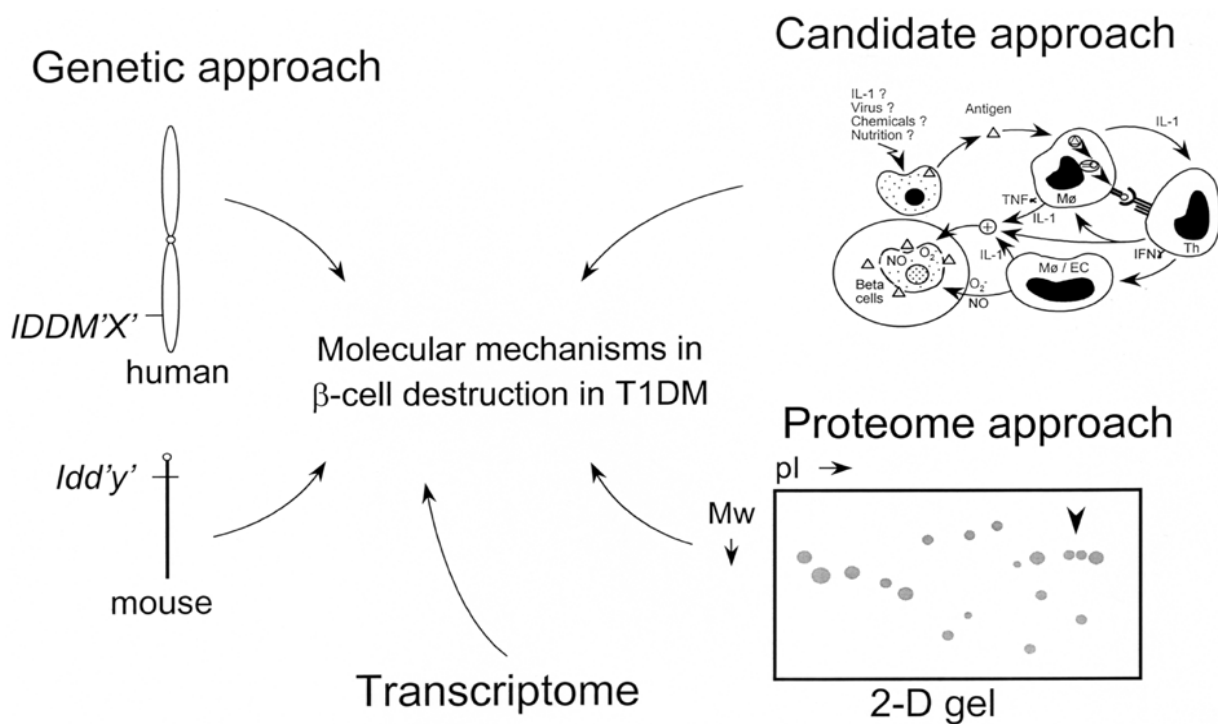 Genetic approach
IDDM'X'
human
Idd'y'
mouse
Candidate approach
IL-1 ?
Virus ?
Chemicals ?
Nutrition ?
Antigen
IL-1
Mø
TNFα
IL-1
Th
IFNγ
IL-1
Mø / EC
NO
O₂⁻
Beta
cells
O₂⁻
NO
Molecular mechanisms in
β-cell destruction in T1DM
Proteome approach
pI
Mw
2-D gel
Transcriptome